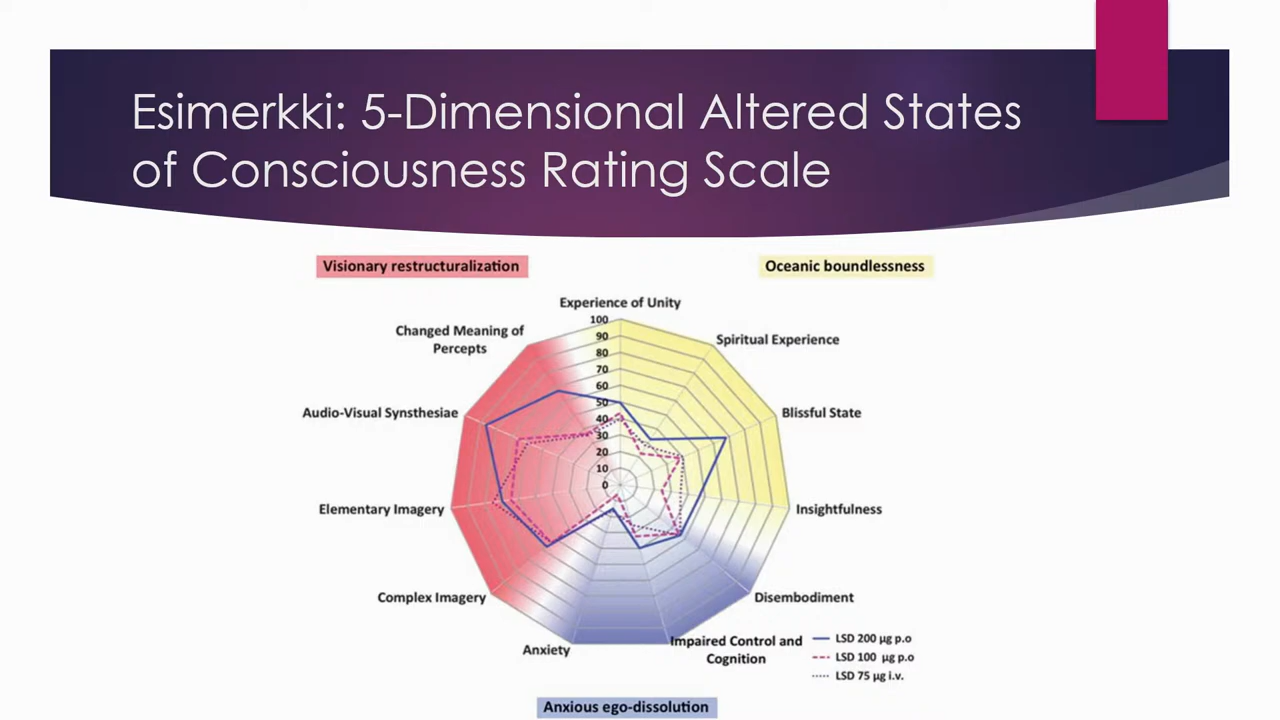 Esimerkki: 5-Dimensional Altered States
of Consciousness Rating Scale
Visionary restructuralization
Oceanic boundlessness
Experience of Unity
Changed Meaning of
Percepts
Spiritual Experience
Audio-Visual Synsthesiae
Blissful State
Elementary Imagery
Insightfulness
Complex Imagery
Disembodiment
Anxiety
Impaired Control and
Cognition
100
90
80
70
60
50
40
30
20
10
0
LSD 200 µg p.o
LSD 100 µg p.o
LSD 75 µg i.v.
Anxious ego-dissolution